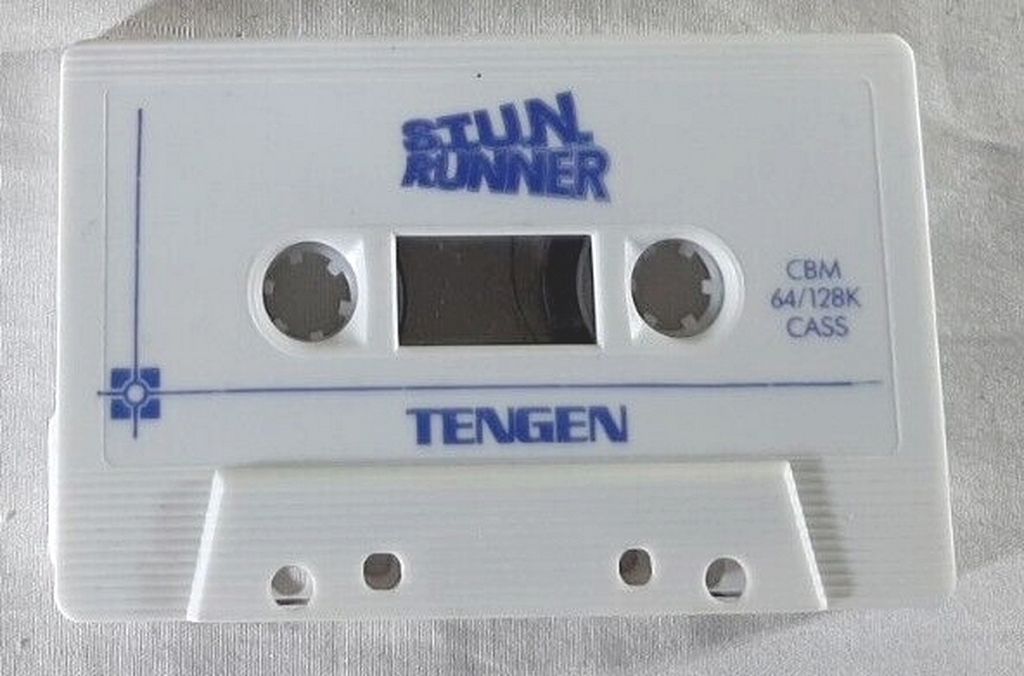 S.T.U.N.
RUNNER
CBM
64/128K
CASS
TENGEN